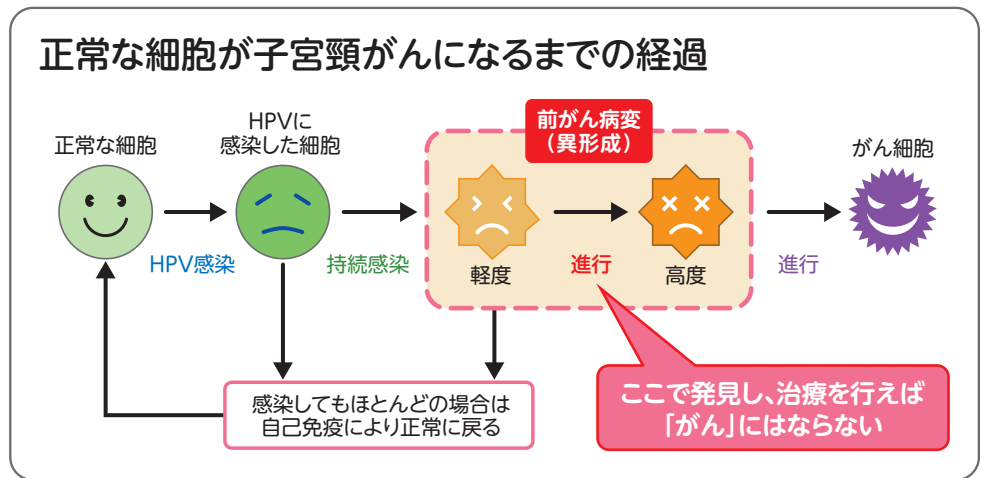 正常な細胞が子宮頸がんになるまでの経過
正常な細胞
HPVに
感染した細胞
前がん病変
（異形成）
がん細胞
HPV感染
持続感染
軽度
進行
高度
進行
感染してもほとんどの場合は
自己免疫により正常に戻る
ここで発見し、治療を行えば
「がん」にはならない